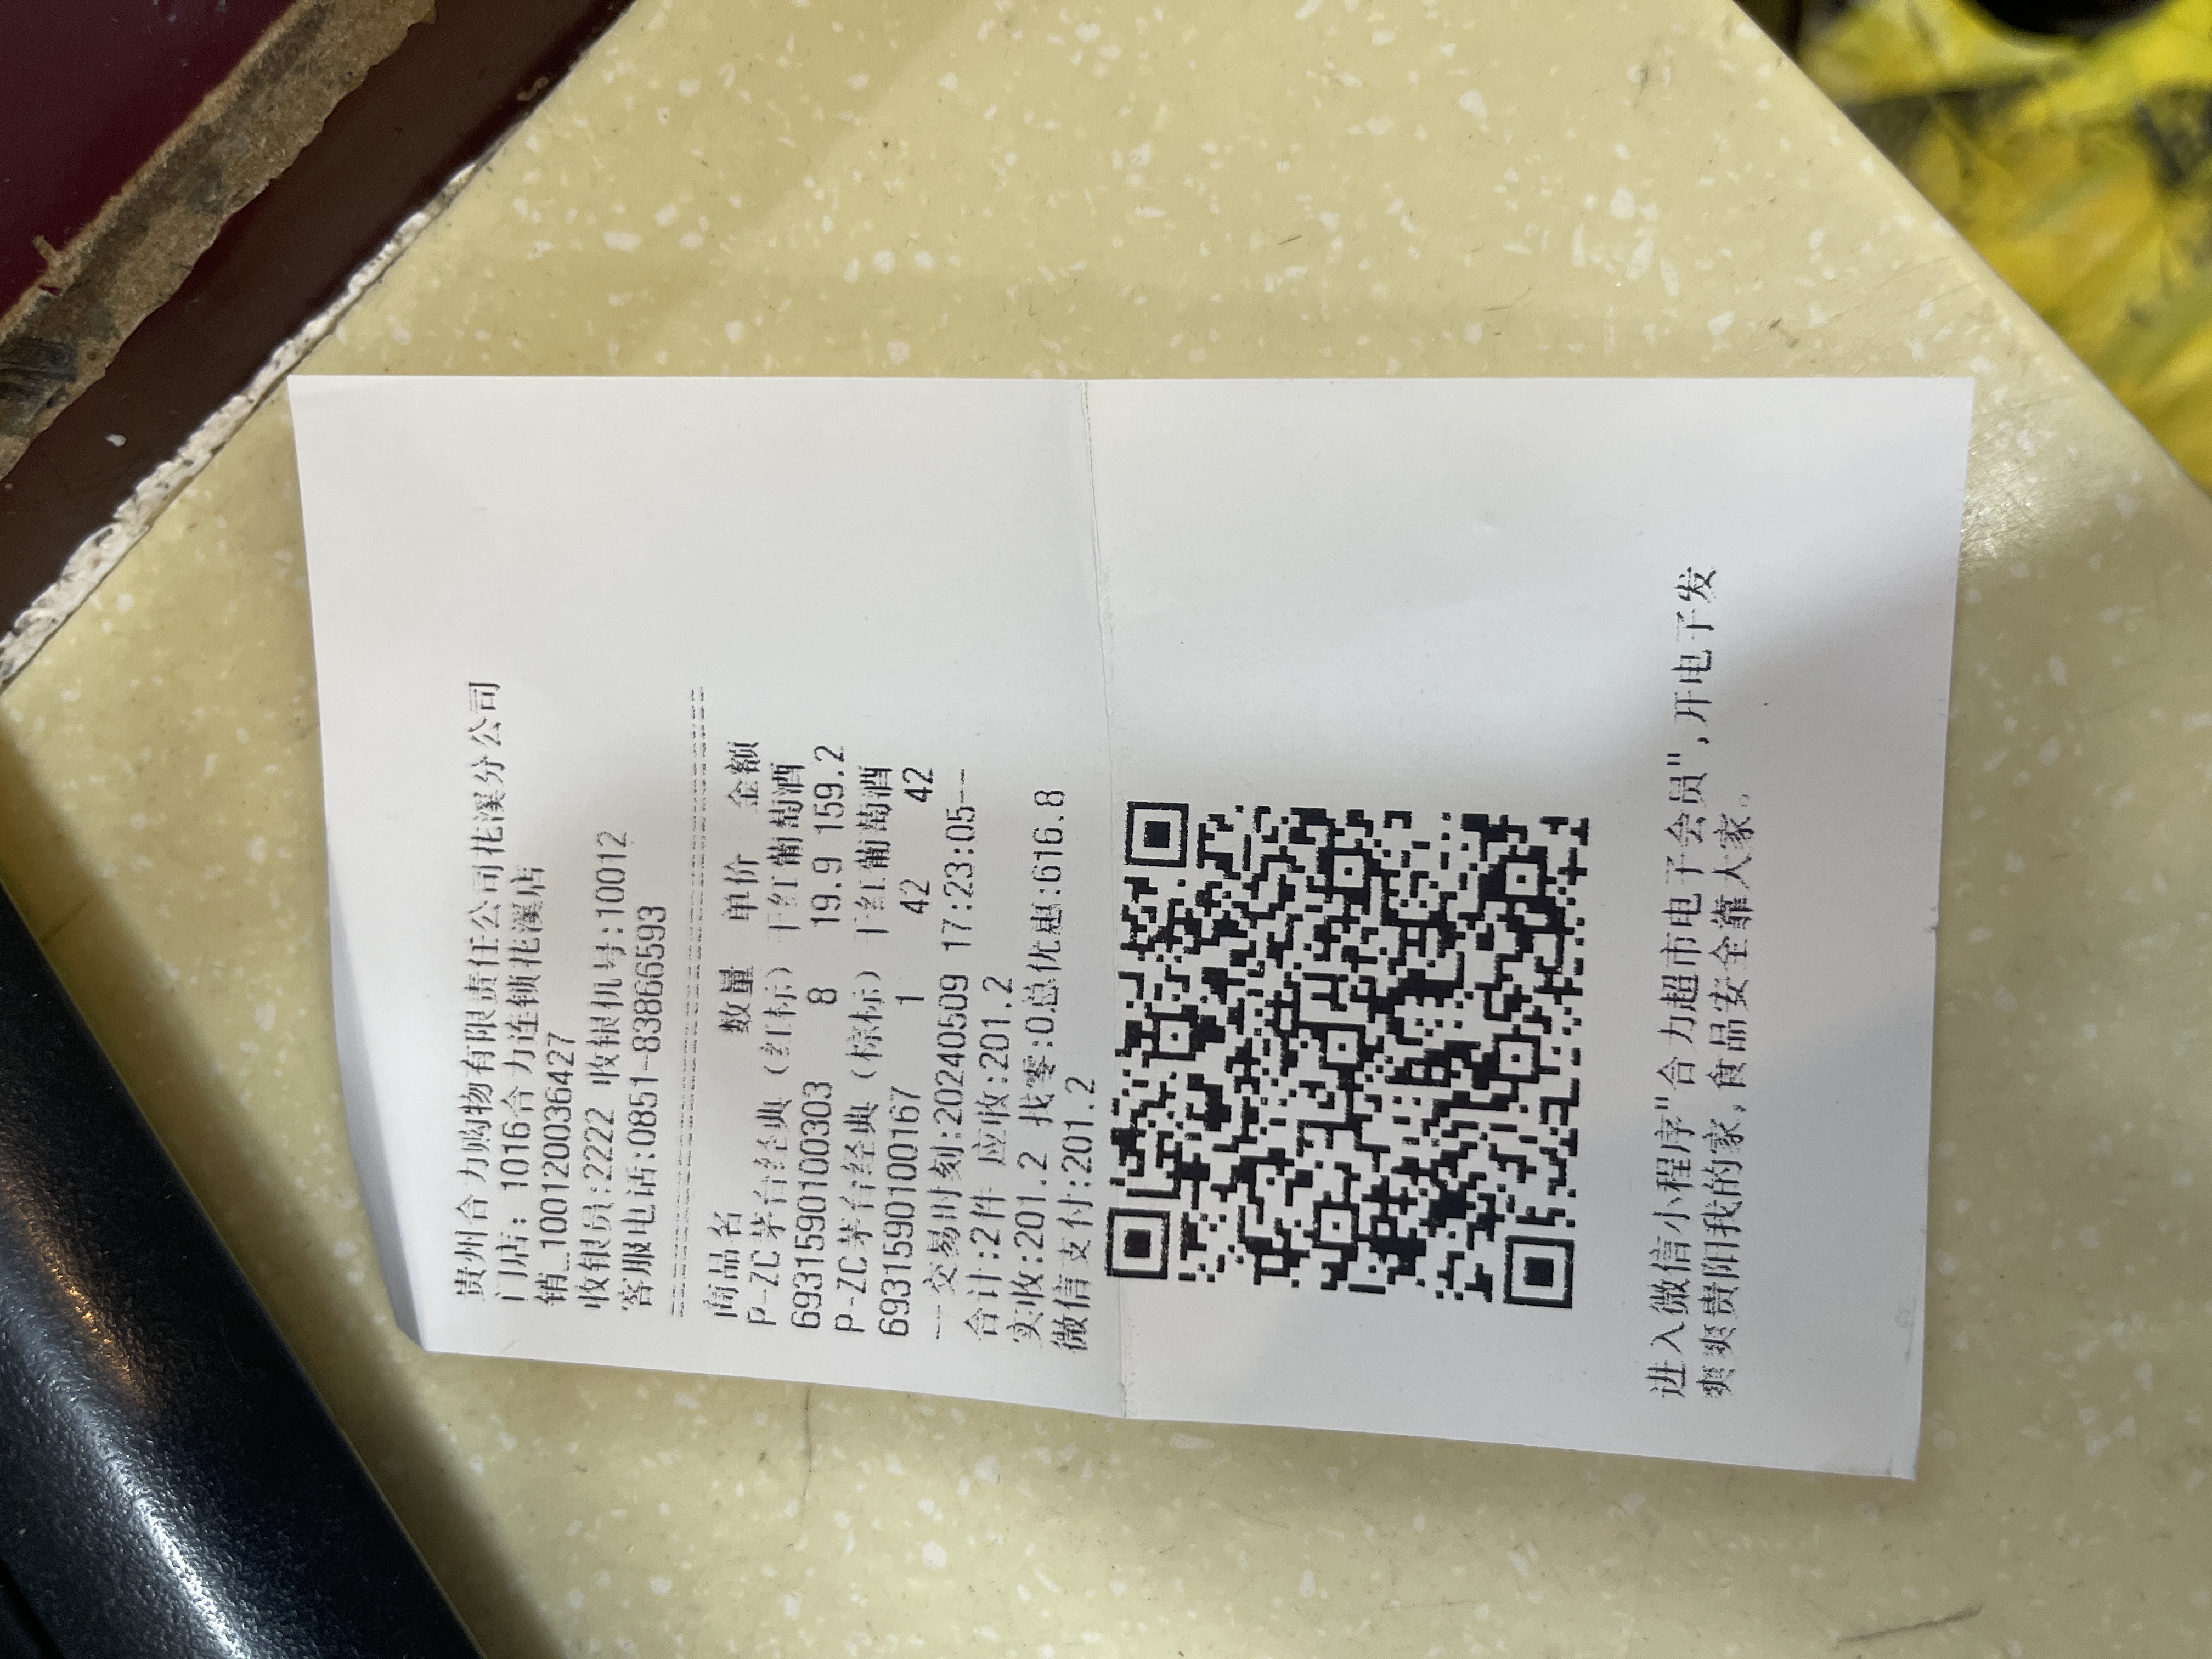 贵州合力购物有限责任公司花溪分公司
门店: 1016合力连锁花溪店
销_100120036427
收银员:2222 收银机号:10012
客服电话:0851-83866593
商品名 数量 单价 金额
P-ZC茅台经典（红标）干红葡萄酒
6931590100303 8 19.9 159.2
P-ZC茅台经典（棕标）干红葡萄酒
6931590100167 1 42 42
--交易时刻:20240509 17:23:05--
合计:2件 应收:201.2
实收:201.2 找零:0总优惠:616.8
微信支付:201.2
进入微信小程序"合力超市电子会员",开电子发
爽爽贵阳我的家,食品安全靠大家。